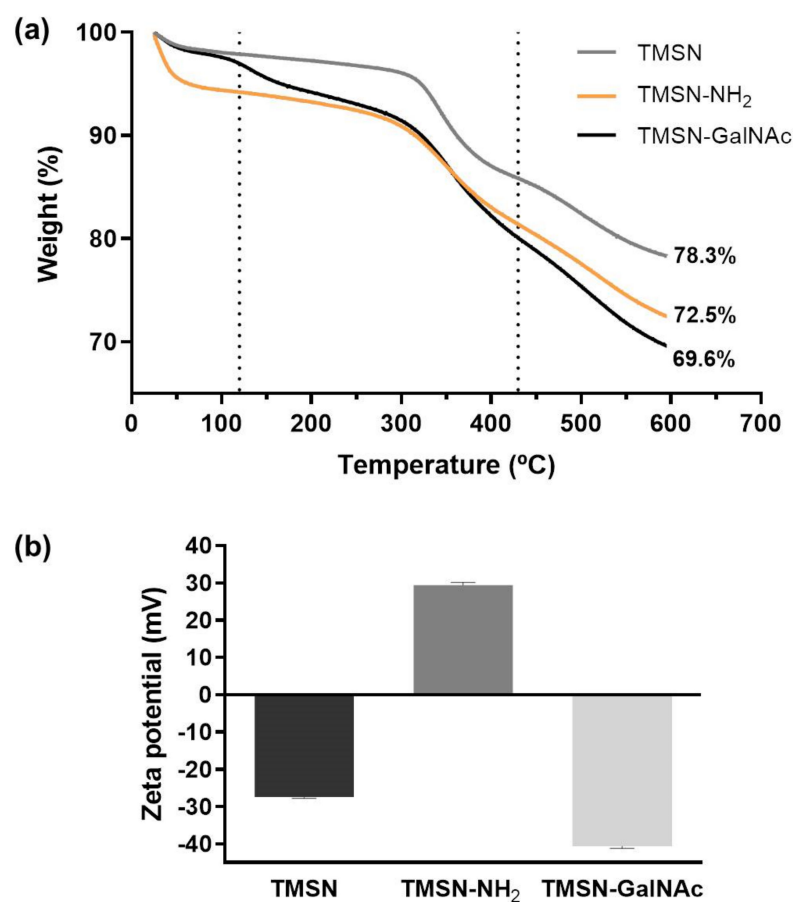 (a)
100
90
80
70
Weight (%)
TMSN
TMSN-NH₂
TMSN-GalNAc
78.3%
72.5%
69.6%
0 100 200 300 400 500 600 700
Temperature (ºC)
(b)
40
30
20
10
0
-10
-20
-30
-40
Zeta potential (mV)
TMSN TMSN-NH₂ TMSN-GalNAc